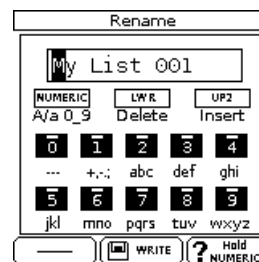 Rename
My List 001
NUMERIC LWR UP2
A/a 0_9 Delete Insert
0 1 2 3 4
--- +,-.; abc def ghi
5 6 7 8 9
jkl mno pqrs tuv wxyz
WRITE ? Hold NUMERIC